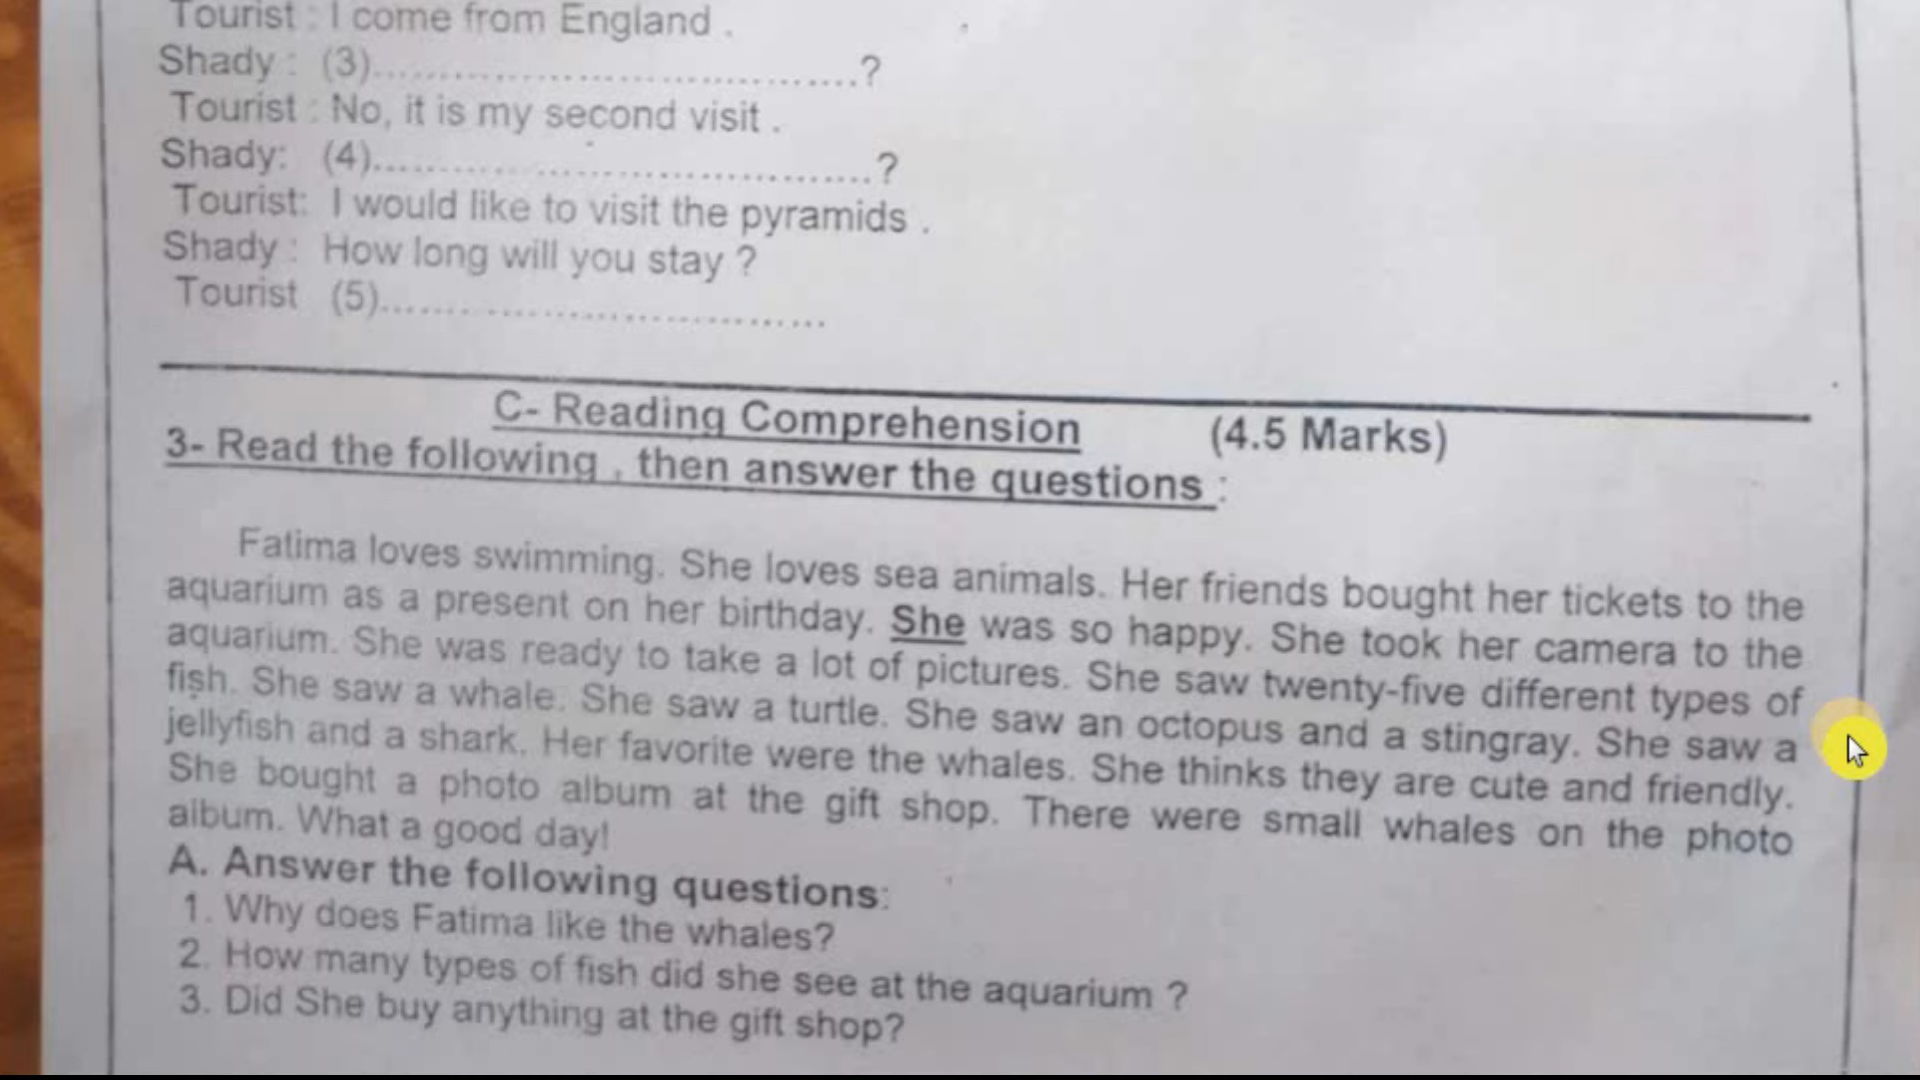 Tourist : I come from England .
Shady : (3)..........................................?
Tourist : No, it is my second visit .
Shady: (4)..........................................?
Tourist: I would like to visit the pyramids .
Shady : How long will you stay ?
Tourist (5)..........................................
C- Reading Comprehension (4.5 Marks)
3- Read the following , then answer the questions :
Fatima loves swimming. She loves sea animals. Her friends bought her tickets to the
aquarium as a present on her birthday. She was so happy. She took her camera to the
aquarium. She was ready to take a lot of pictures. She saw twenty-five different types of
fish. She saw a whale. She saw a turtle. She saw an octopus and a stingray. She saw a
jellyfish and a shark. Her favorite were the whales. She thinks they are cute and friendly.
She bought a photo album at the gift shop. There were small whales on the photo
album. What a good day!
A. Answer the following questions:
1. Why does Fatima like the whales?
2. How many types of fish did she see at the aquarium ?
3. Did She buy anything at the gift shop?